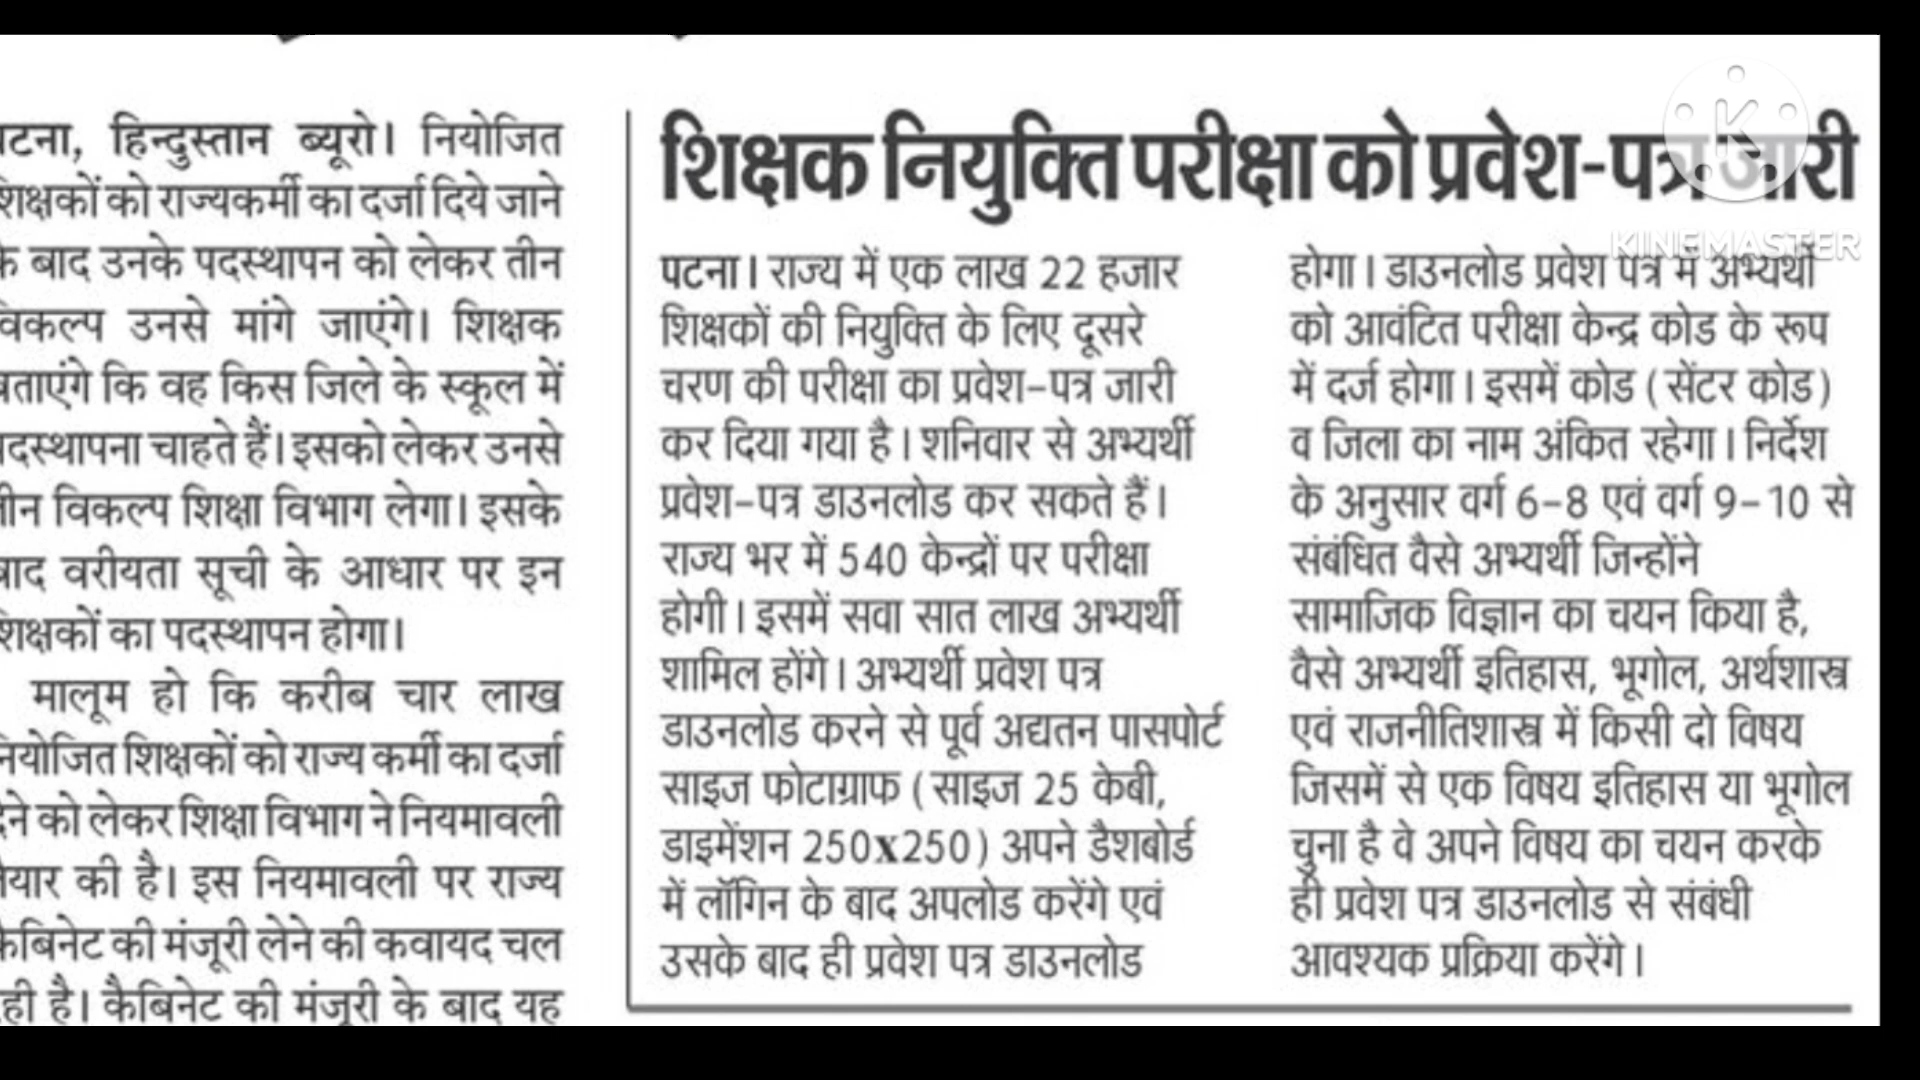 पटना, हिन्दुस्तान ब्यूरो। नियोजित
शिक्षकों को राज्यकर्मी का दर्जा दिये जाने
के बाद उनके पदस्थापन को लेकर तीन
विकल्प उनसे मांगे जाएंगे। शिक्षक
बताएंगे कि वह किस जिले के स्कूल में
पदस्थापना चाहते हैं। इसको लेकर उनसे
तीन विकल्प शिक्षा विभाग लेगा। इसके
बाद वरीयता सूची के आधार पर इन
शिक्षकों का पदस्थापन होगा।
मालूम हो कि करीब चार लाख
नियोजित शिक्षकों को राज्य कर्मी का दर्जा
देने को लेकर शिक्षा विभाग ने नियमावली
तैयार की है। इस नियमावली पर राज्य
कैबिनेट की मंजूरी लेने की कवायद चल
रही है। कैबिनेट की मंजूरी के बाद यह
शिक्षक नियुक्ति परीक्षा को प्रवेश-पत्र जारी
पटना। राज्य में एक लाख 22 हजार
शिक्षकों की नियुक्ति के लिए दूसरे
चरण की परीक्षा का प्रवेश-पत्र जारी
कर दिया गया है। शनिवार से अभ्यर्थी
प्रवेश-पत्र डाउनलोड कर सकते हैं।
राज्य भर में 540 केन्द्रों पर परीक्षा
होगी। इसमें सवा सात लाख अभ्यर्थी
शामिल होंगे। अभ्यर्थी प्रवेश पत्र
डाउनलोड करने से पूर्व अद्यतन पासपोर्ट
साइज फोटाग्राफ (साइज 25 केबी,
डाइमेंशन 250x250) अपने डैशबोर्ड
में लॉगिन के बाद अपलोड करेंगे एवं
उसके बाद ही प्रवेश पत्र डाउनलोड
होगा। डाउनलोड प्रवेश पत्र में अभ्यर्थी
को आवंटित परीक्षा केन्द्र कोड के रूप
में दर्ज होगा। इसमें कोड (सेंटर कोड)
व जिला का नाम अंकित रहेगा। निर्देश
के अनुसार वर्ग 6-8 एवं वर्ग 9-10 से
संबंधित वैसे अभ्यर्थी जिन्होंने
सामाजिक विज्ञान का चयन किया है,
वैसे अभ्यर्थी इतिहास, भूगोल, अर्थशास्त्र
एवं राजनीतिशास्त्र में किसी दो विषय
जिसमें से एक विषय इतिहास या भूगोल
चुना है वे अपने विषय का चयन करके
ही प्रवेश पत्र डाउनलोड से संबंधी
आवश्यक प्रक्रिया करेंगे।
K
KINEMASTER